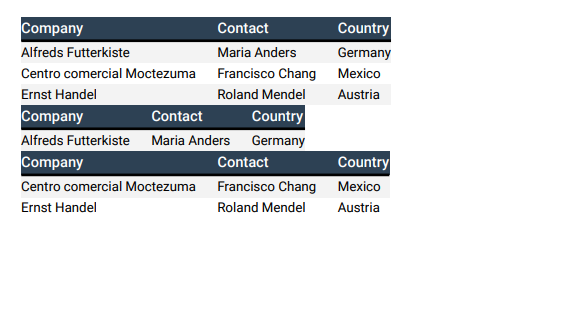 Company Contact Country
Alfreds Futterkiste Maria Anders Germany
Centro comercial Moctezuma Francisco Chang Mexico
Ernst Handel Roland Mendel Austria
Company Contact Country
Alfreds Futterkiste Maria Anders Germany
Company Contact Country
Centro comercial Moctezuma Francisco Chang Mexico
Ernst Handel Roland Mendel Austria